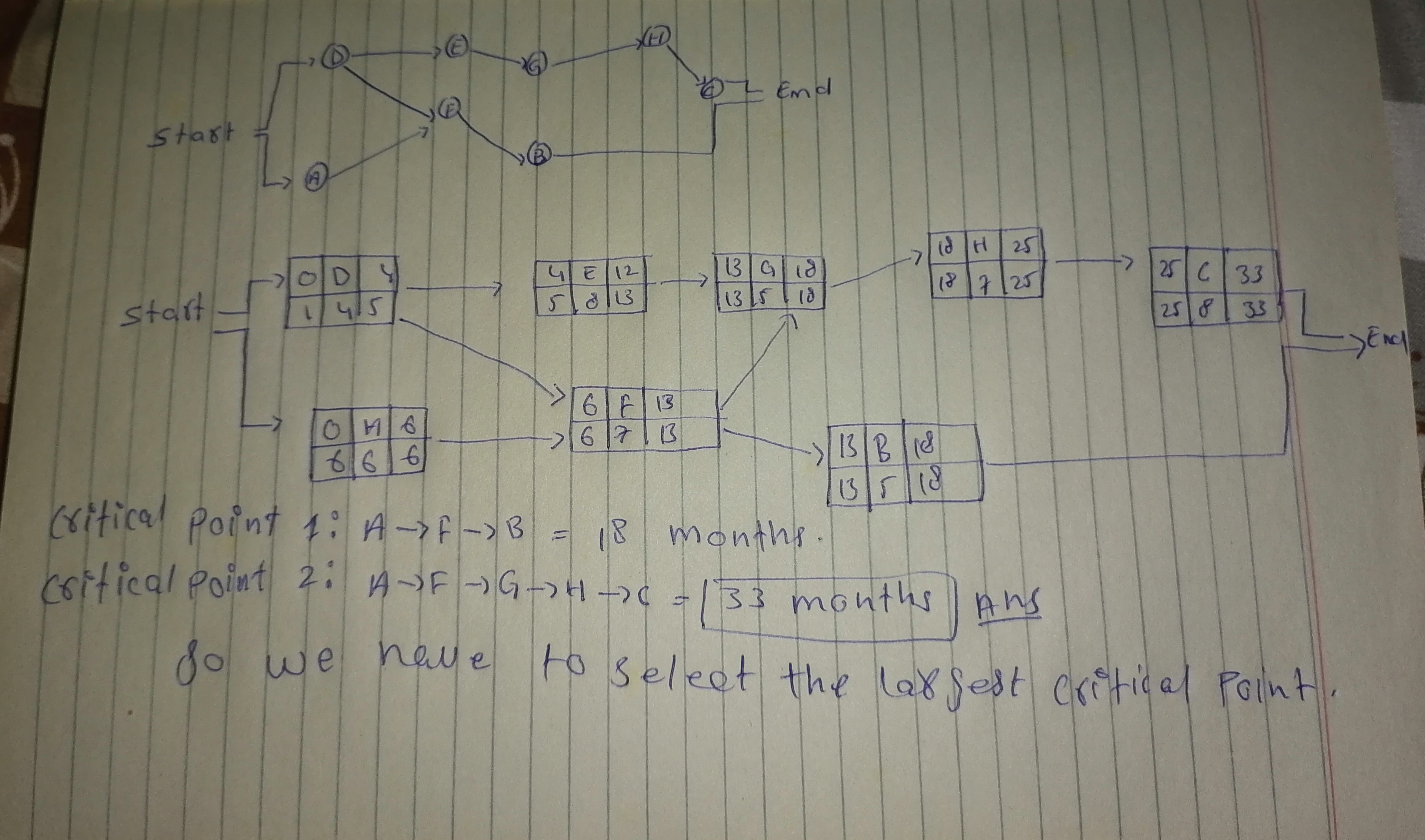 D E G H
C End
Start
F
A B
0 D 4
1 4 5
4 E 12
5 8 13
13 G 18
13 5 18
18 H 25
18 7 25
25 C 33
25 8 33
Start
End
0 A 6
6 6 6
6 F 13
6 7 13
13 B 18
13 5 18
Critical Point 1: A → F → B = 18 months.
Critical Point 2: A → F → G → H → C = 33 months Ans
So we have to select the largest critical Point.